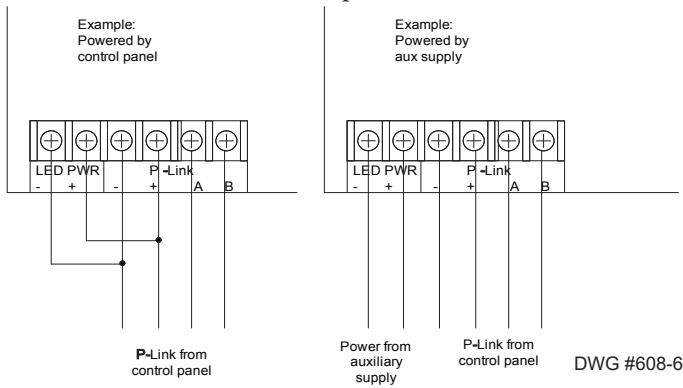 Example:
Powered by
control panel
LED PWR P -Link
- + - + A B
P-Link from
control panel
Example:
Powered by
aux supply
LED PWR P -Link
- + - + A B
Power from
auxiliary
supply
P-Link from
control panel
DWG #608-6